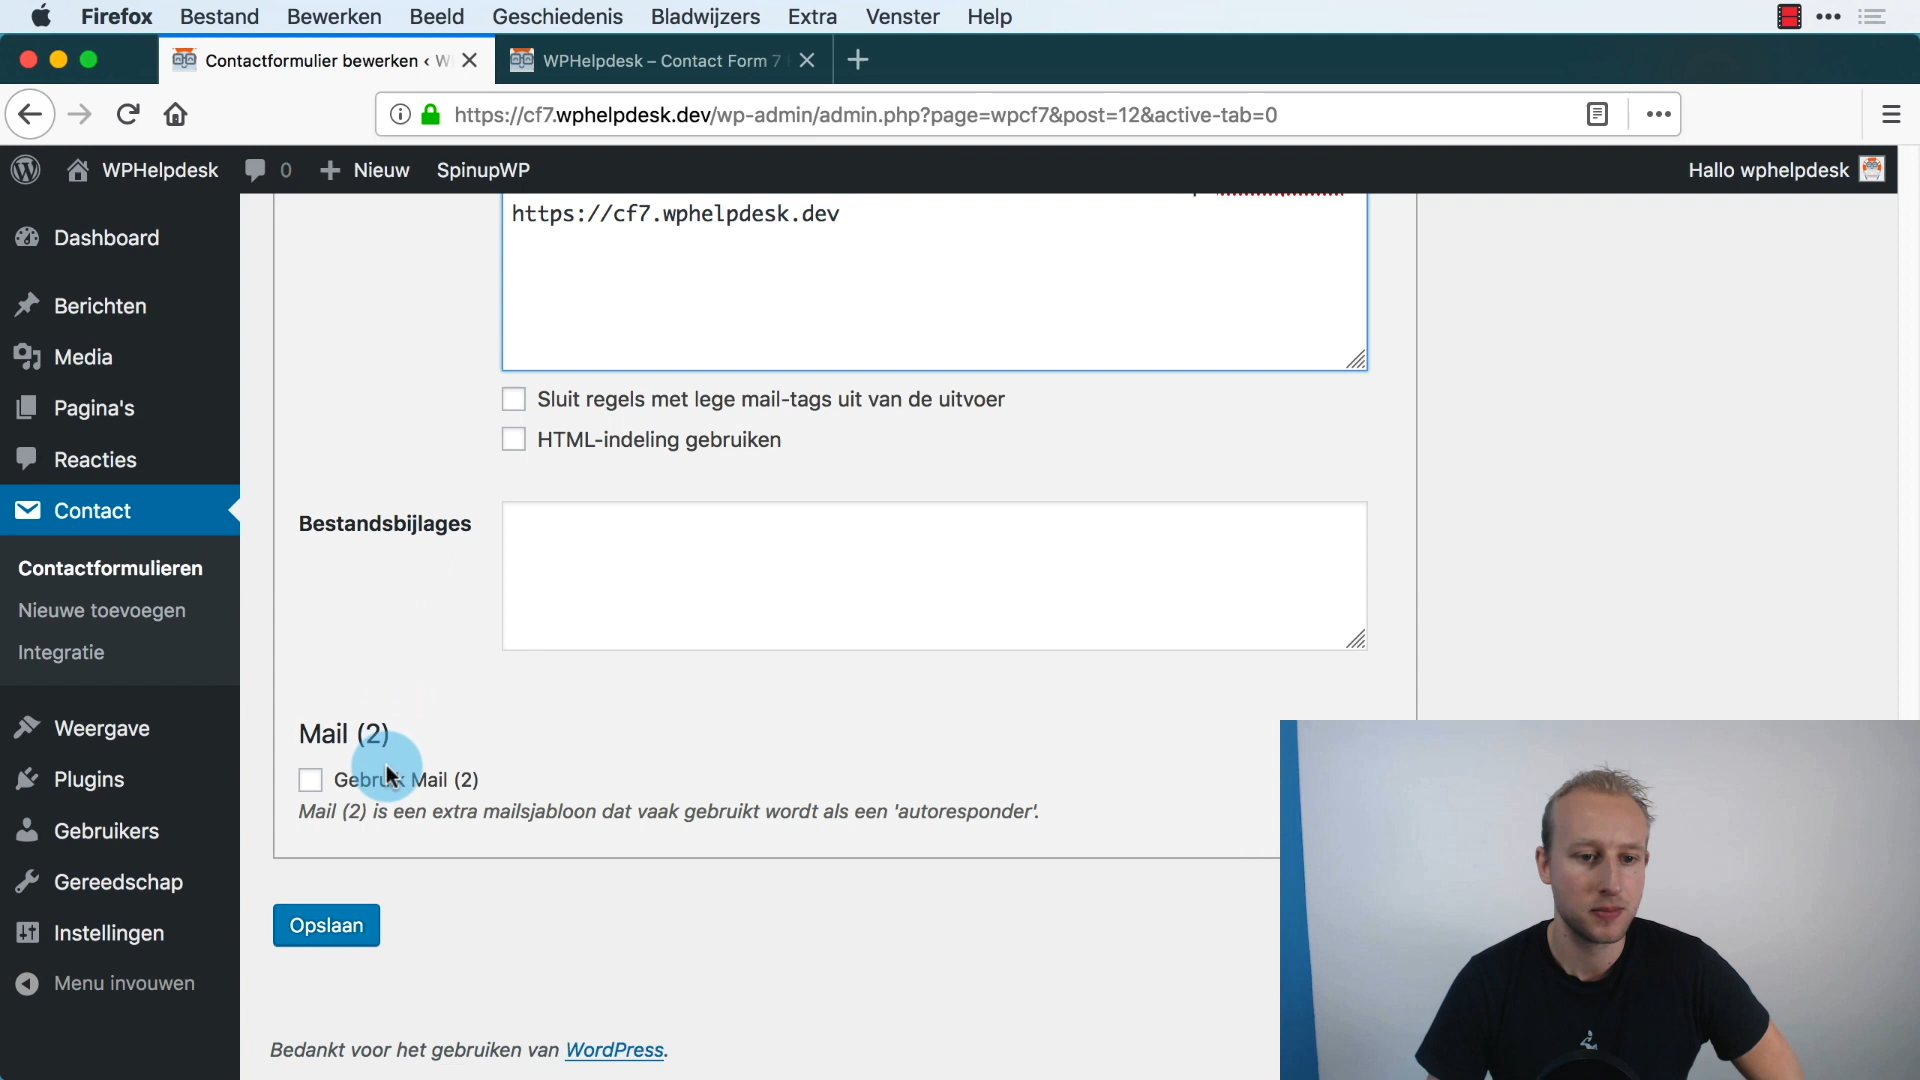 Firefox Bestand Bewerken Beeld Geschiedenis Bladwijzers Extra Venster Help
Contactformulier bewerken ‹ W
WPHelpdesk – Contact Form 7
https://cf7.wphelpdesk.dev/wp-admin/admin.php?page=wpcf7&post=12&active-tab=0
WPHelpdesk 0 Nieuw SpinupWP Hallo wphelpdesk
Dashboard
Berichten
Media
Pagina's
Reacties
Contact
Contactformulieren
Nieuwe toevoegen
Integratie
Weergave
Plugins
Gebruikers
Gereedschap
Instellingen
Menu invouwen
https://cf7.wphelpdesk.dev
Sluit regels met lege mail-tags uit van de uitvoer
HTML-indeling gebruiken
Bestandsbijlages
Mail (2)
Gebruik Mail (2)
Mail (2) is een extra mailsjabloon dat vaak gebruikt wordt als een 'autoresponder'.
Opslaan
Bedankt voor het gebruiken van WordPress.